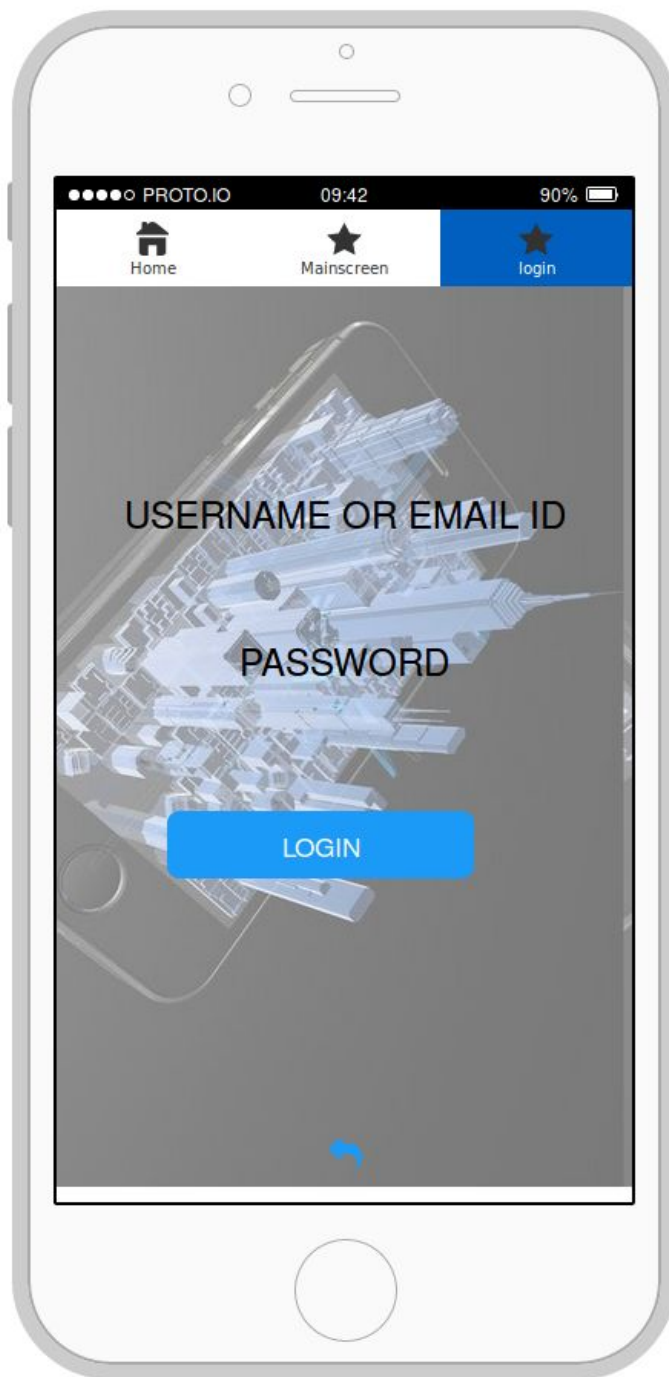 PROTO.IO 09:42 90%
Home Mainscreen login
USERNAME OR EMAIL ID
PASSWORD
LOGIN